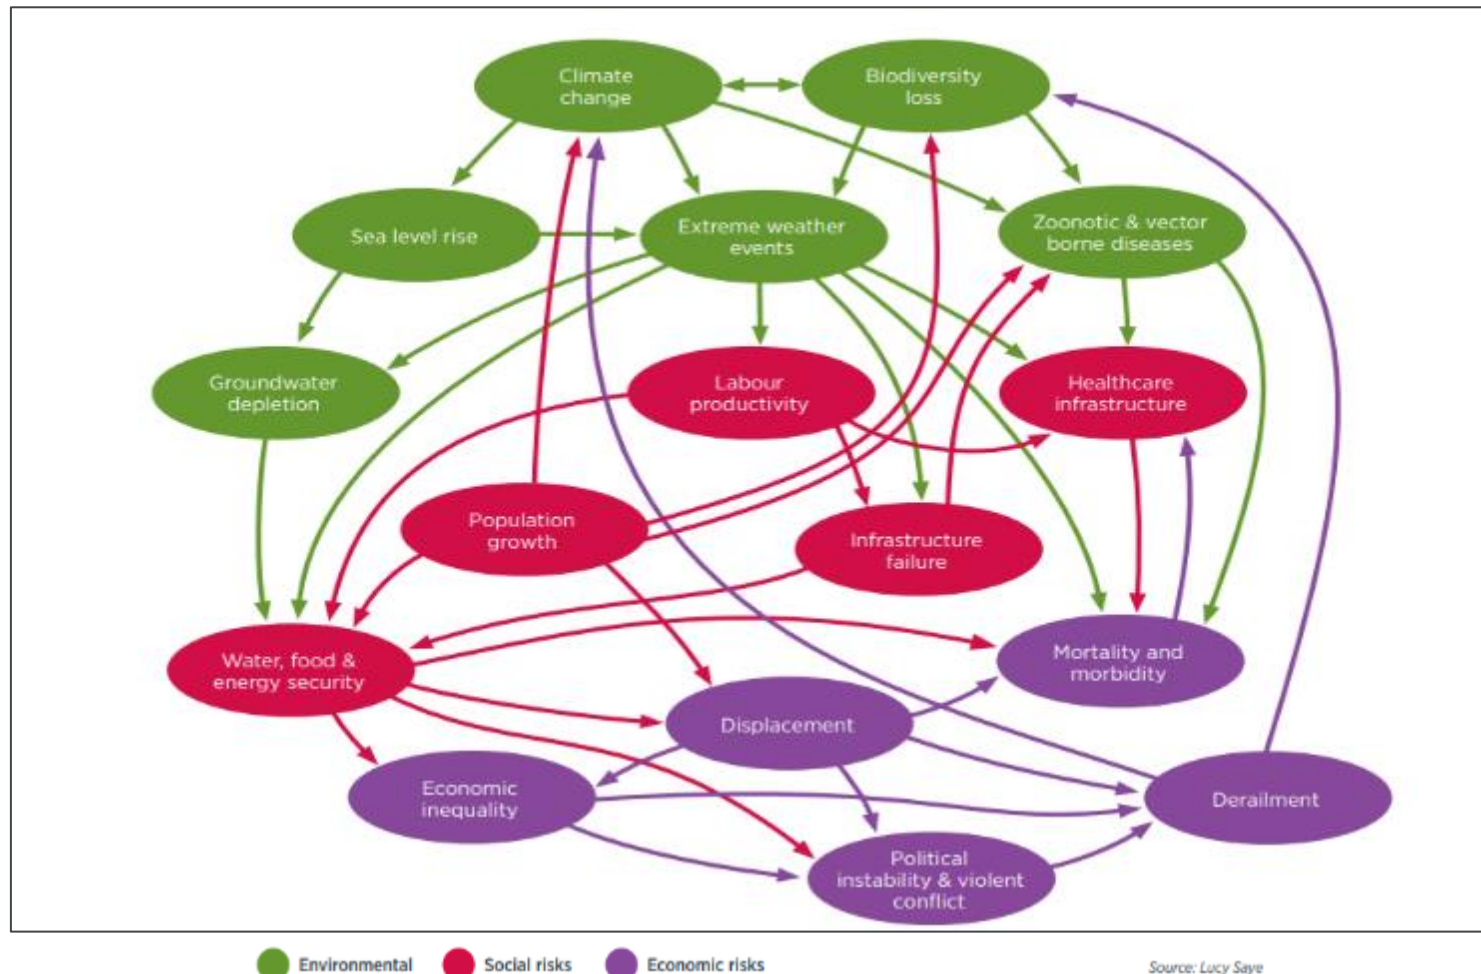 Climate
change
Biodiversity
loss
Sea level rise
Extreme weather
events
Zoonotic & vector
borne diseases
Groundwater
depletion
Labour
productivity
Healthcare
infrastructure
Population
growth
Infrastructure
failure
Water, food &
energy security
Mortality and
morbidity
Displacement
Economic
inequality
Derailment
Political
instability & violent
conflict
Environmental
Social risks
Economic risks
Source: Lucy Saye